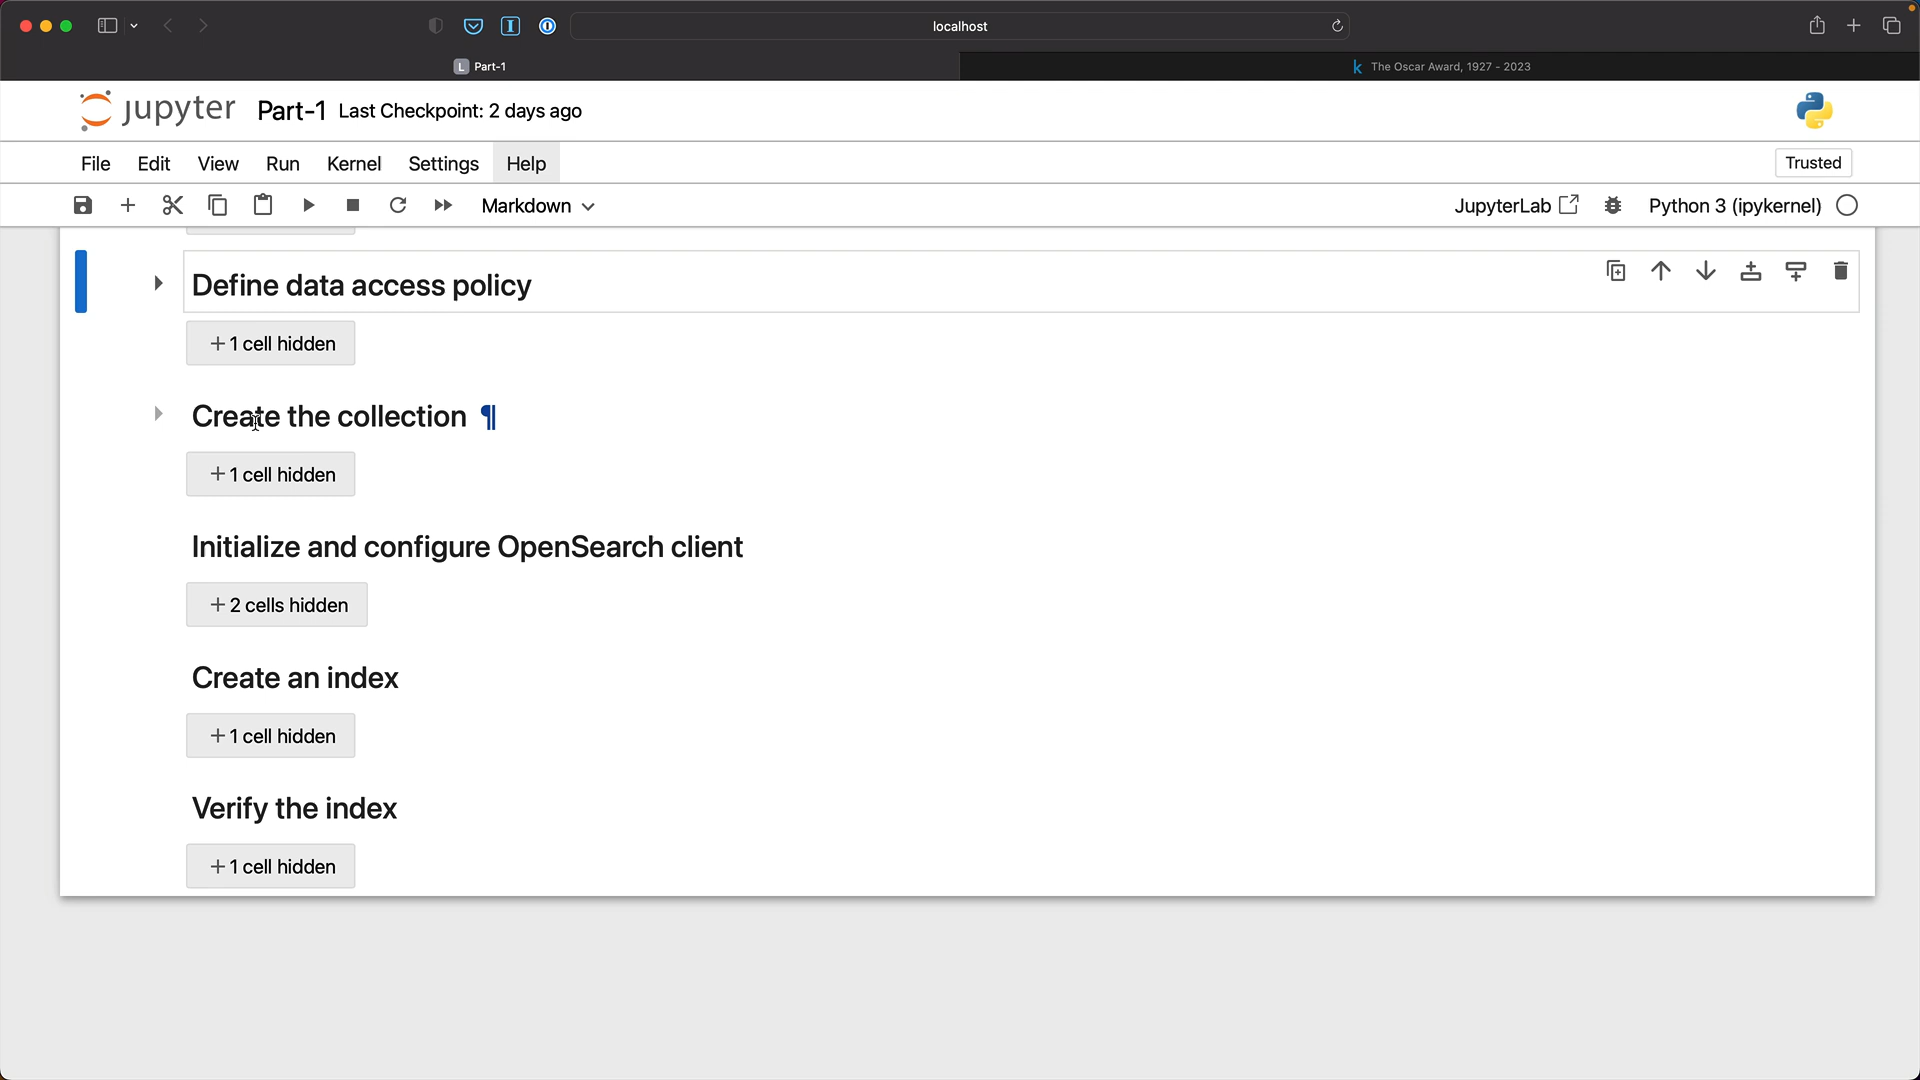 localhost
L Part-1
k The Oscar Award, 1927 - 2023
jupyter Part-1 Last Checkpoint: 2 days ago
File Edit View Run Kernel Settings Help
Trusted
Markdown
JupyterLab
Python 3 (ipykernel)
Define data access policy
+ 1 cell hidden
Create the collection ¶
+ 1 cell hidden
Initialize and configure OpenSearch client
+ 2 cells hidden
Create an index
+ 1 cell hidden
Verify the index
+ 1 cell hidden